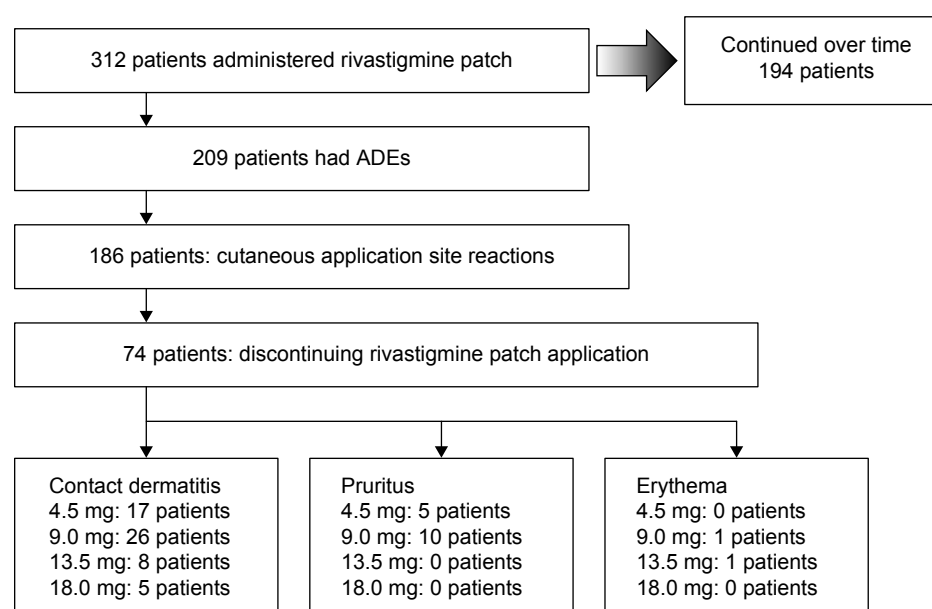 312 patients administered rivastigmine patch
Continued over time
194 patients
209 patients had ADEs
186 patients: cutaneous application site reactions
74 patients: discontinuing rivastigmine patch application
Contact dermatitis
4.5 mg: 17 patients
9.0 mg: 26 patients
13.5 mg: 8 patients
18.0 mg: 5 patients
Pruritus
4.5 mg: 5 patients
9.0 mg: 10 patients
13.5 mg: 0 patients
18.0 mg: 0 patients
Erythema
4.5 mg: 0 patients
9.0 mg: 1 patients
13.5 mg: 1 patients
18.0 mg: 0 patients